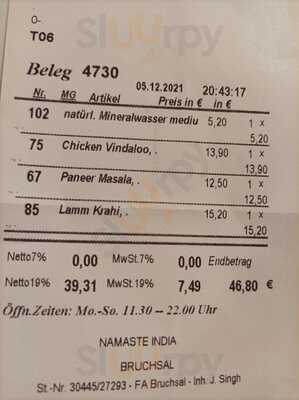 O-
T06
Beleg 4730
05.12.2021 20:43:17
Nr. MG Artikel Preis in € in €
102 natürl. Mineralwasser mediu 5,20 1 x
5,20
75 Chicken Vindaloo, . 13,90 1 x
13,90
67 Paneer Masala, . 12,50 1 x
12,50
85 Lamm Krahi, . 15,20 1 x
15,20
Netto7% 0,00 MwSt.7% 0,00 Endbetrag
Netto19% 39,31 MwSt.19% 7,49 46,80 €
Öffn.Zeiten: Mo.-So. 11.30 -- 22.00 Uhr
NAMASTE INDIA
BRUCHSAL
St.-Nr. 30445/27293 - FA Bruchsal - Inh. J. Singh
Sluurpy
Sluurpy
Sluurpy